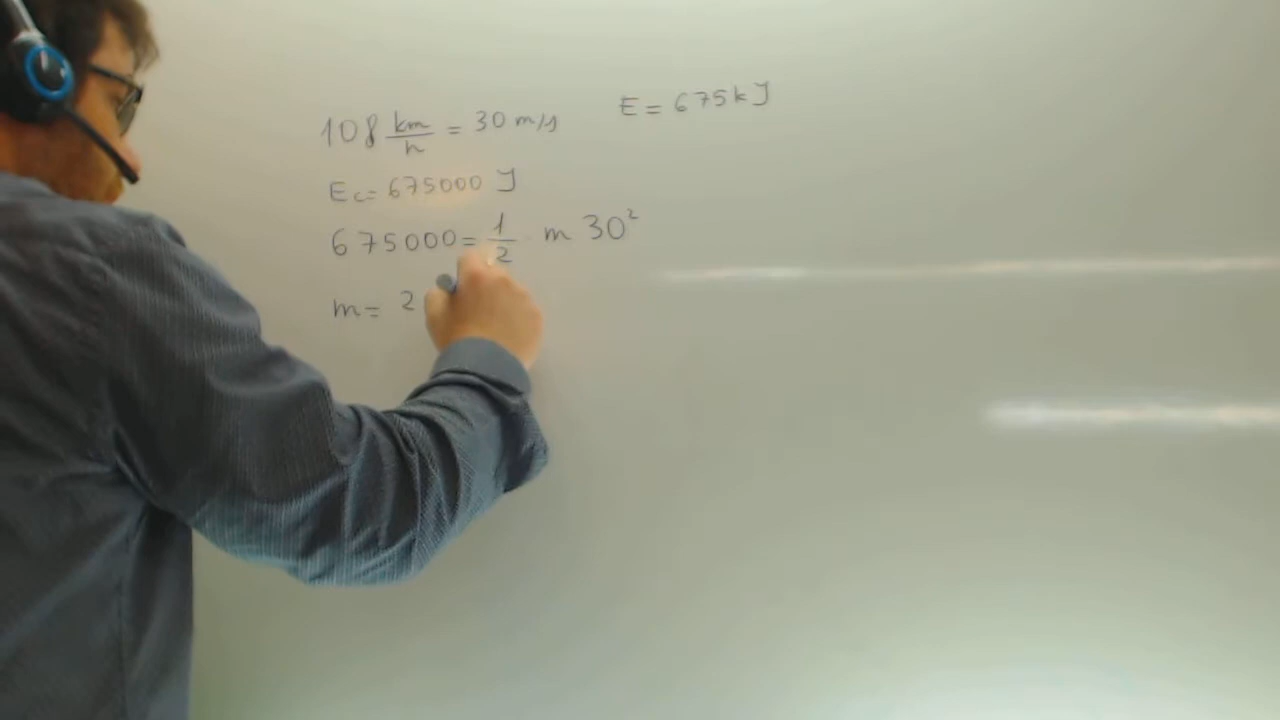 108 km/h = 30 m/s
E = 675 kJ
Ec = 675000 J
675000 = 1/2 · m 30²
m = 2